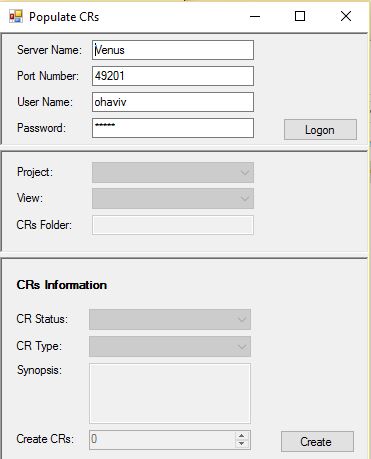 Populate CRs
Server Name: Venus
Port Number: 49201
User Name: ohaviv
Password: *****
Logon
Project:
View:
CRs Folder:
CRs Information
CR Status:
CR Type:
Synopsis:
Create CRs: 0
Create